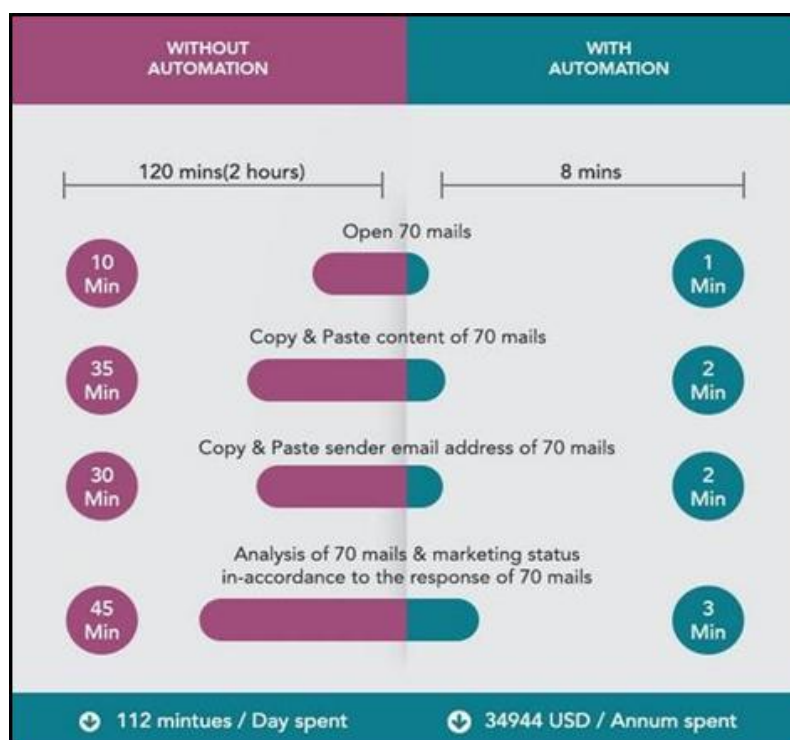 WITHOUT
AUTOMATION
WITH
AUTOMATION
120 mins(2 hours)
8 mins
Open 70 mails
10
Min
1
Min
Copy & Paste content of 70 mails
35
Min
2
Min
Copy & Paste sender email address of 70 mails
30
Min
2
Min
Analysis of 70 mails & marketing status
in-accordance to the response of 70 mails
45
Min
3
Min
112 mintues / Day spent
34944 USD / Annum spent